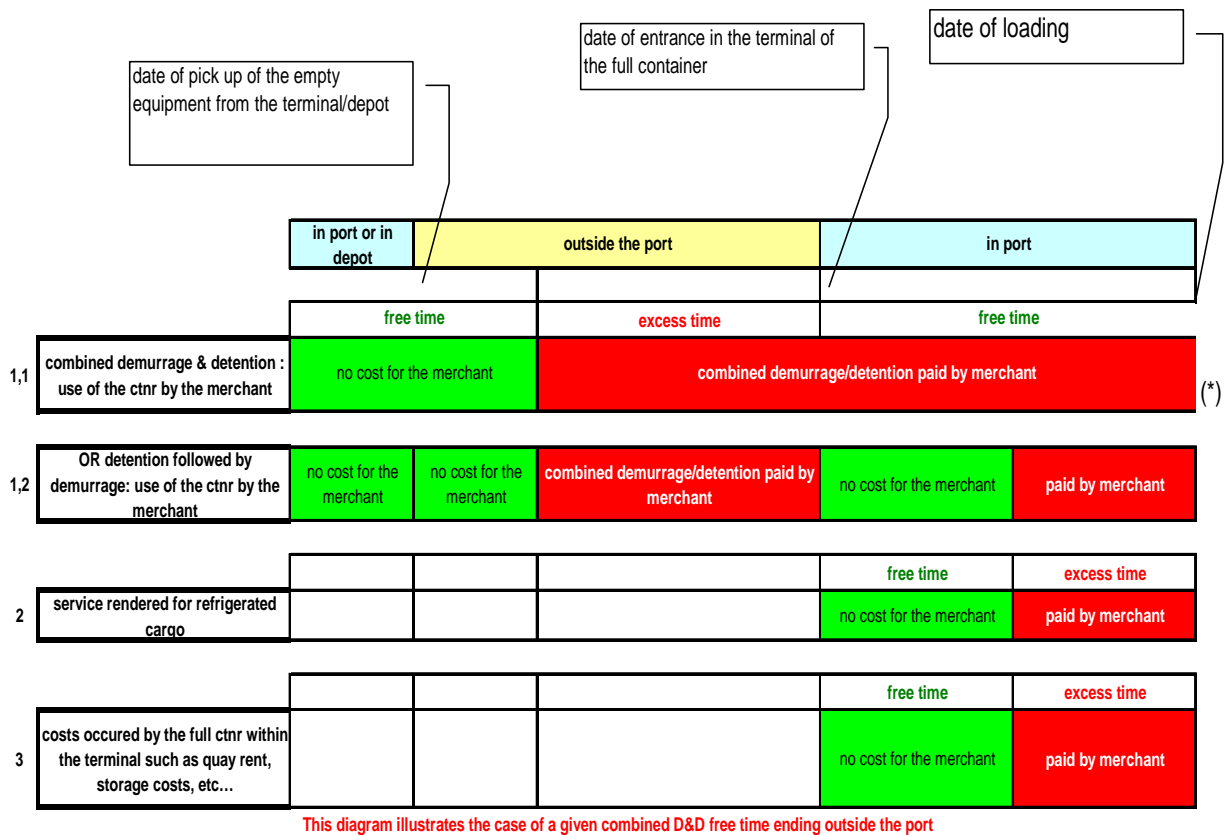 date of pick up of the empty
equipment from the terminal/depot
date of entrance in the terminal of
the full container
date of loading
in port or in
depot
outside the port
in port
free time
excess time
free time
1,1
combined demurrage & detention :
use of the ctnr by the merchant
no cost for the merchant
combined demurrage/detention paid by merchant
(*)
1,2
OR detention followed by
demurrage: use of the ctnr by the
merchant
no cost for the
merchant
no cost for the
merchant
combined demurrage/detention paid by
merchant
no cost for the merchant
paid by merchant
free time
excess time
2
service rendered for refrigerated
cargo
no cost for the merchant
paid by merchant
free time
excess time
3
costs occured by the full ctnr within
the terminal such as quay rent,
storage costs, etc…
no cost for the merchant
paid by merchant
This diagram illustrates the case of a given combined D&D free time ending outside the port